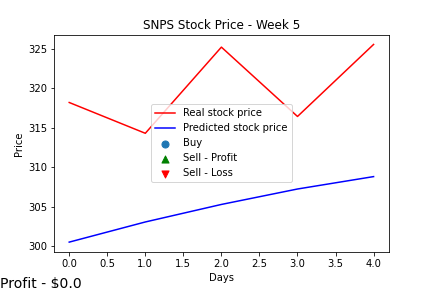 SNPS Stock Price - Week 5
325
320
315
310
305
300
Price
Real stock price
Predicted stock price
Buy
Sell - Profit
Sell - Loss
0.0 0.5 1.0 1.5 2.0 2.5 3.0 3.5 4.0
Days
Profit - $0.0